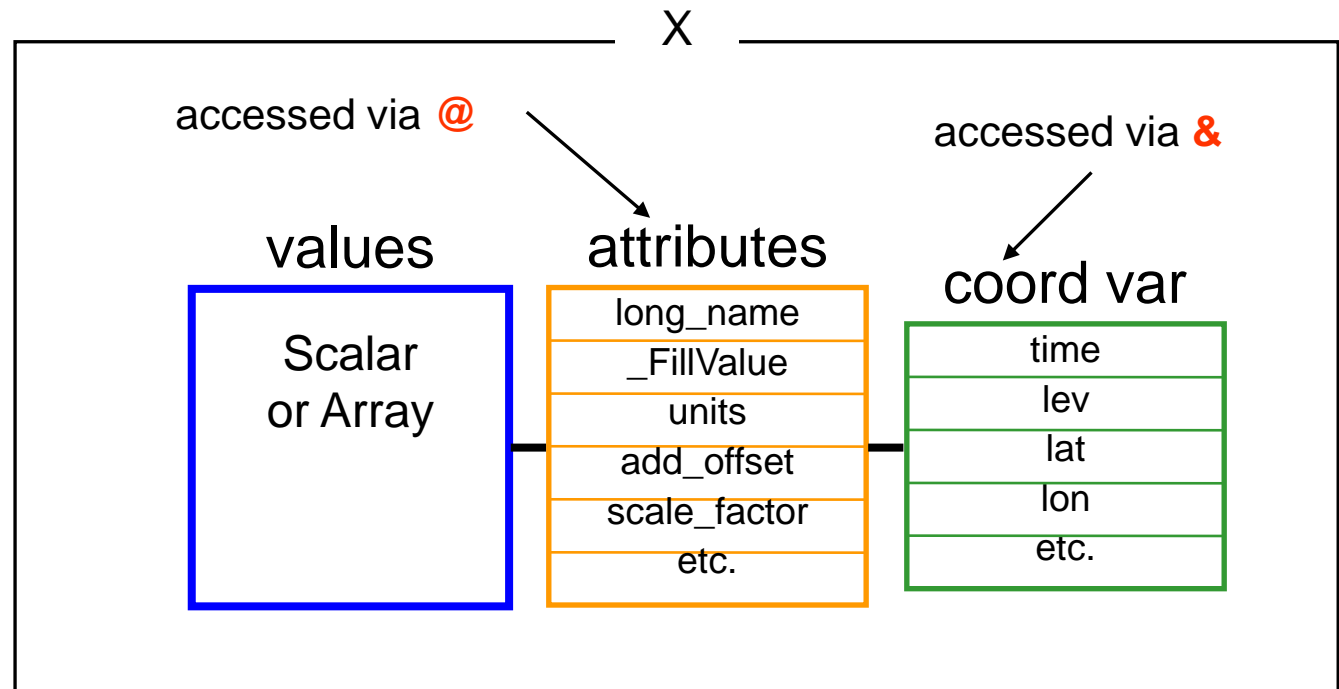 X
accessed via @
accessed via &
values
Scalar
or Array
attributes
long_name
_FillValue
units
add_offset
scale_factor
etc.
coord var
time
lev
lat
lon
etc.